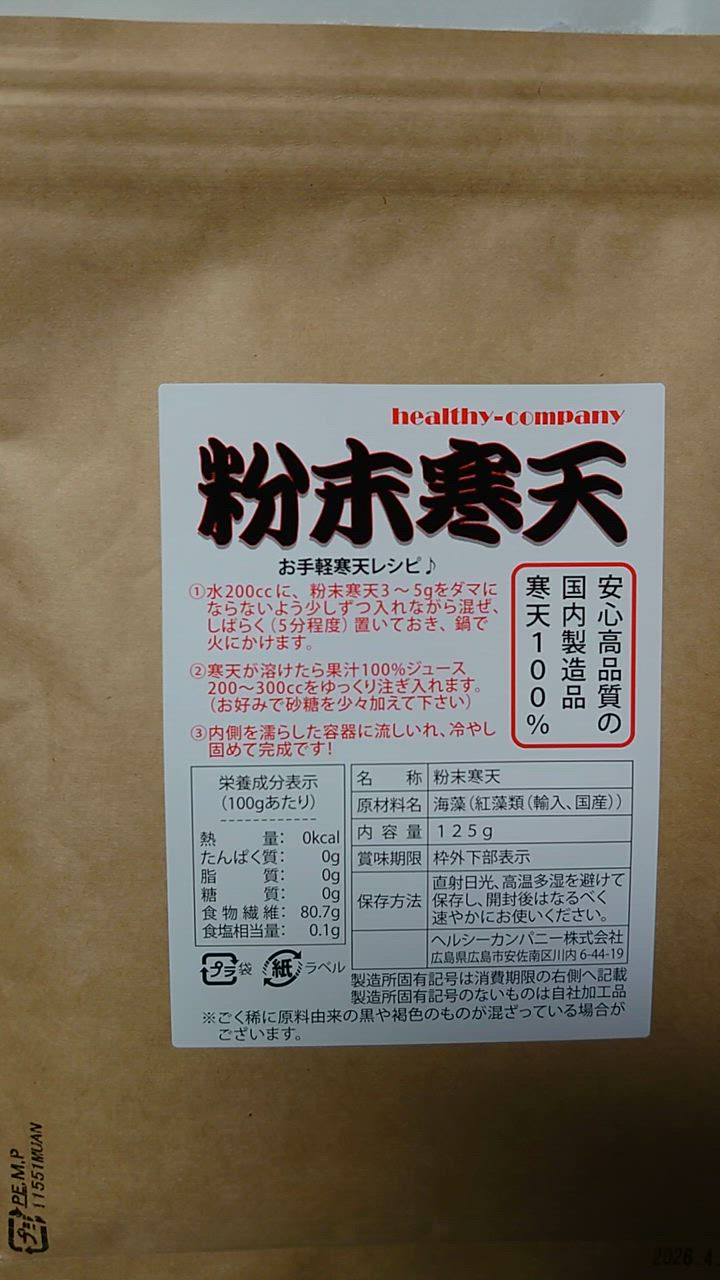 healthy-company
粉末寒天
お手軽寒天レシピ♪
①水200ccに、粉末寒天3～5gをダマに
ならないよう少しずつ入れながら混ぜ、
しばらく（5分程度）置いておき、鍋で
火にかけます。
②寒天が溶けたら果汁100%ジュース
200～300ccをゆっくり注ぎ入れます。
（お好みで砂糖を少々加えて下さい）
③内側を濡らした容器に流しいれ、冷やし
固めて完成です！
安心高品質の
国内製造品
寒天100%
栄養成分表示
（100gあたり）
熱量： 0kcal
たんぱく質： 0g
脂質： 0g
糖質： 0g
食物繊維： 80.7g
食塩相当量： 0.1g
名称 粉末寒天
原材料名 海藻（紅藻類（輸入、国産））
内容量 125g
賞味期限 枠外下部表示
保存方法 直射日光、高温多湿を避けて
保存し、開封後はなるべく
速やかにお使いください。
ヘルシーカンパニー株式会社
広島県広島市安佐南区川内 6-44-19
プラ 袋 紙 ラベル
製造所固有記号は消費期限の右側へ記載
製造所固有記号のないものは自社加工品
※ごく稀に原料由来の黒や褐色のものが混ざっている場合が
ございます。
プラ PE,M,P
11551MUAN
2026.4